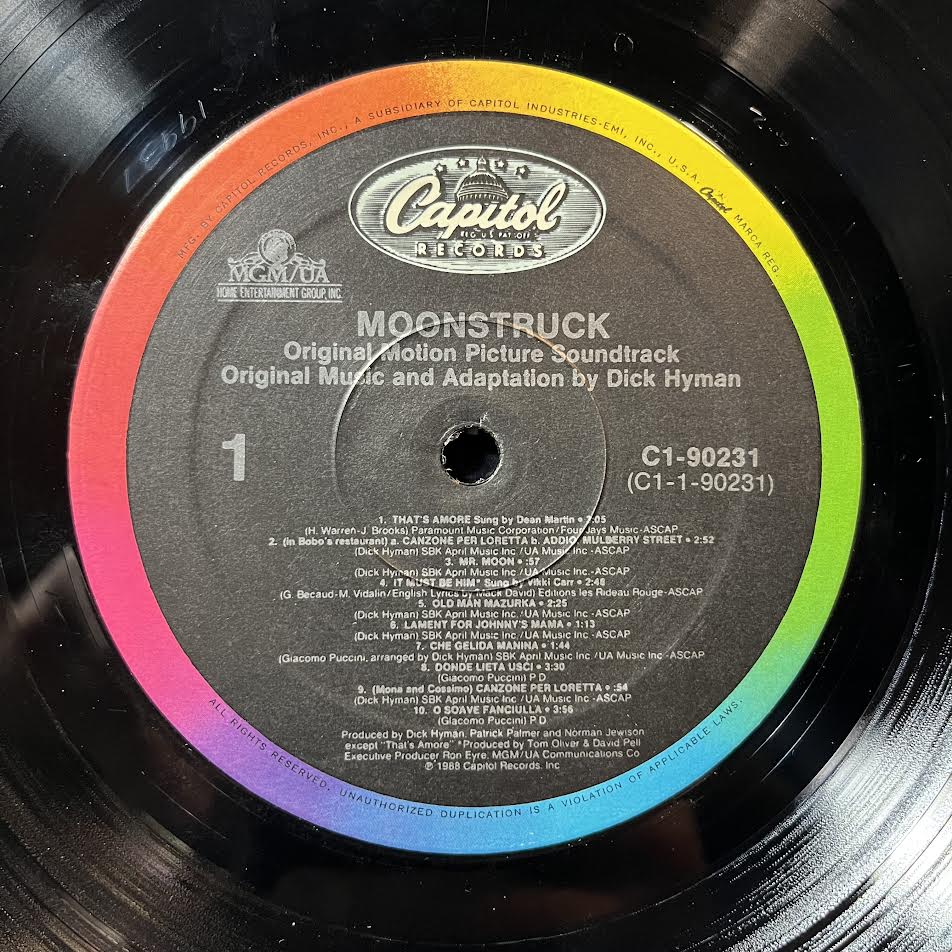 MFG. BY CAPITOL RECORDS, INC., A SUBSIDIARY OF CAPITOL INDUSTRIES-EMI, INC., U.S.A. Capitol MARCA REG.
Capitol
REG. U.S. PAT. OFF.
RECORDS
MGM/UA
HOME ENTERTAINMENT GROUP, INC.
MOONSTRUCK
Original Motion Picture Soundtrack
Original Music and Adaptation by Dick Hyman
1
C1-90231
(C1-1-90231)
1. THAT'S AMORE Sung by Dean Martin • 3:05
(H. Warren-J. Brooks) Paramount Music Corporation/Four Jays Music-ASCAP
2. (in Bobo's restaurant) a. CANZONE PER LORETTA b. ADDIO, MULBERRY STREET • 2:52
(Dick Hyman) SBK April Music Inc./UA Music Inc.-ASCAP
3. MR. MOON • :57
(Dick Hyman) SBK April Music Inc./UA Music Inc.-ASCAP
4. IT MUST BE HIM* Sung by Vikki Carr • 2:48
(G. Becaud-M. Vidalin/English Lyrics by Mack David) Editions les Rideau Rouge-ASCAP
5. OLD MAN MAZURKA • 2:25
(Dick Hyman) SBK April Music Inc./UA Music Inc.-ASCAP
6. LAMENT FOR JOHNNY'S MAMA • 1:13
(Dick Hyman) SBK April Music Inc./UA Music Inc.-ASCAP
7. CHE GELIDA MANINA • 1:44
(Giacomo Puccini, arranged by Dick Hyman) SBK April Music Inc./UA Music Inc.-ASCAP
8. DONDE LIETA USCI • 3:30
(Giacomo Puccini) P.D.
9. (Mona and Cossimo) CANZONE PER LORETTA • :54
(Dick Hyman) SBK April Music Inc./UA Music Inc.-ASCAP
10. O SOAVE FANCIULLA • 3:56
(Giacomo Puccini) P.D.
Produced by Dick Hyman, Patrick Palmer and Norman Jewison
except "That's Amore" *Produced by Tom Oliver & David Pell
Executive Producer Ron Eyre, MGM/UA Communications Co.
℗ 1988 Capitol Records, Inc.
ALL RIGHTS RESERVED. UNAUTHORIZED DUPLICATION IS A VIOLATION OF APPLICABLE LAWS.